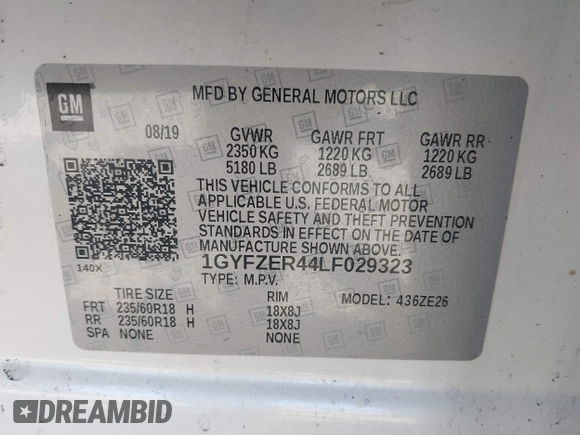 GM
MFD BY GENERAL MOTORS LLC
08/19 GVWR GAWR FRT GAWR RR
2350 KG 1220 KG 1220 KG
5180 LB 2689 LB 2689 LB
THIS VEHICLE CONFORMS TO ALL
APPLICABLE U.S. FEDERAL MOTOR
VEHICLE SAFETY AND THEFT PREVENTION
STANDARDS IN EFFECT ON THE DATE OF
MANUFACTURE SHOWN ABOVE.
1GYFZER44LF029323
140X TYPE: M.P.V.
TIRE SIZE RIM 436ZE26
FRT 235/60R18 H 18X8J
RR 235/60R18 H 18X8J
SPA NONE NONE
DREAMBID